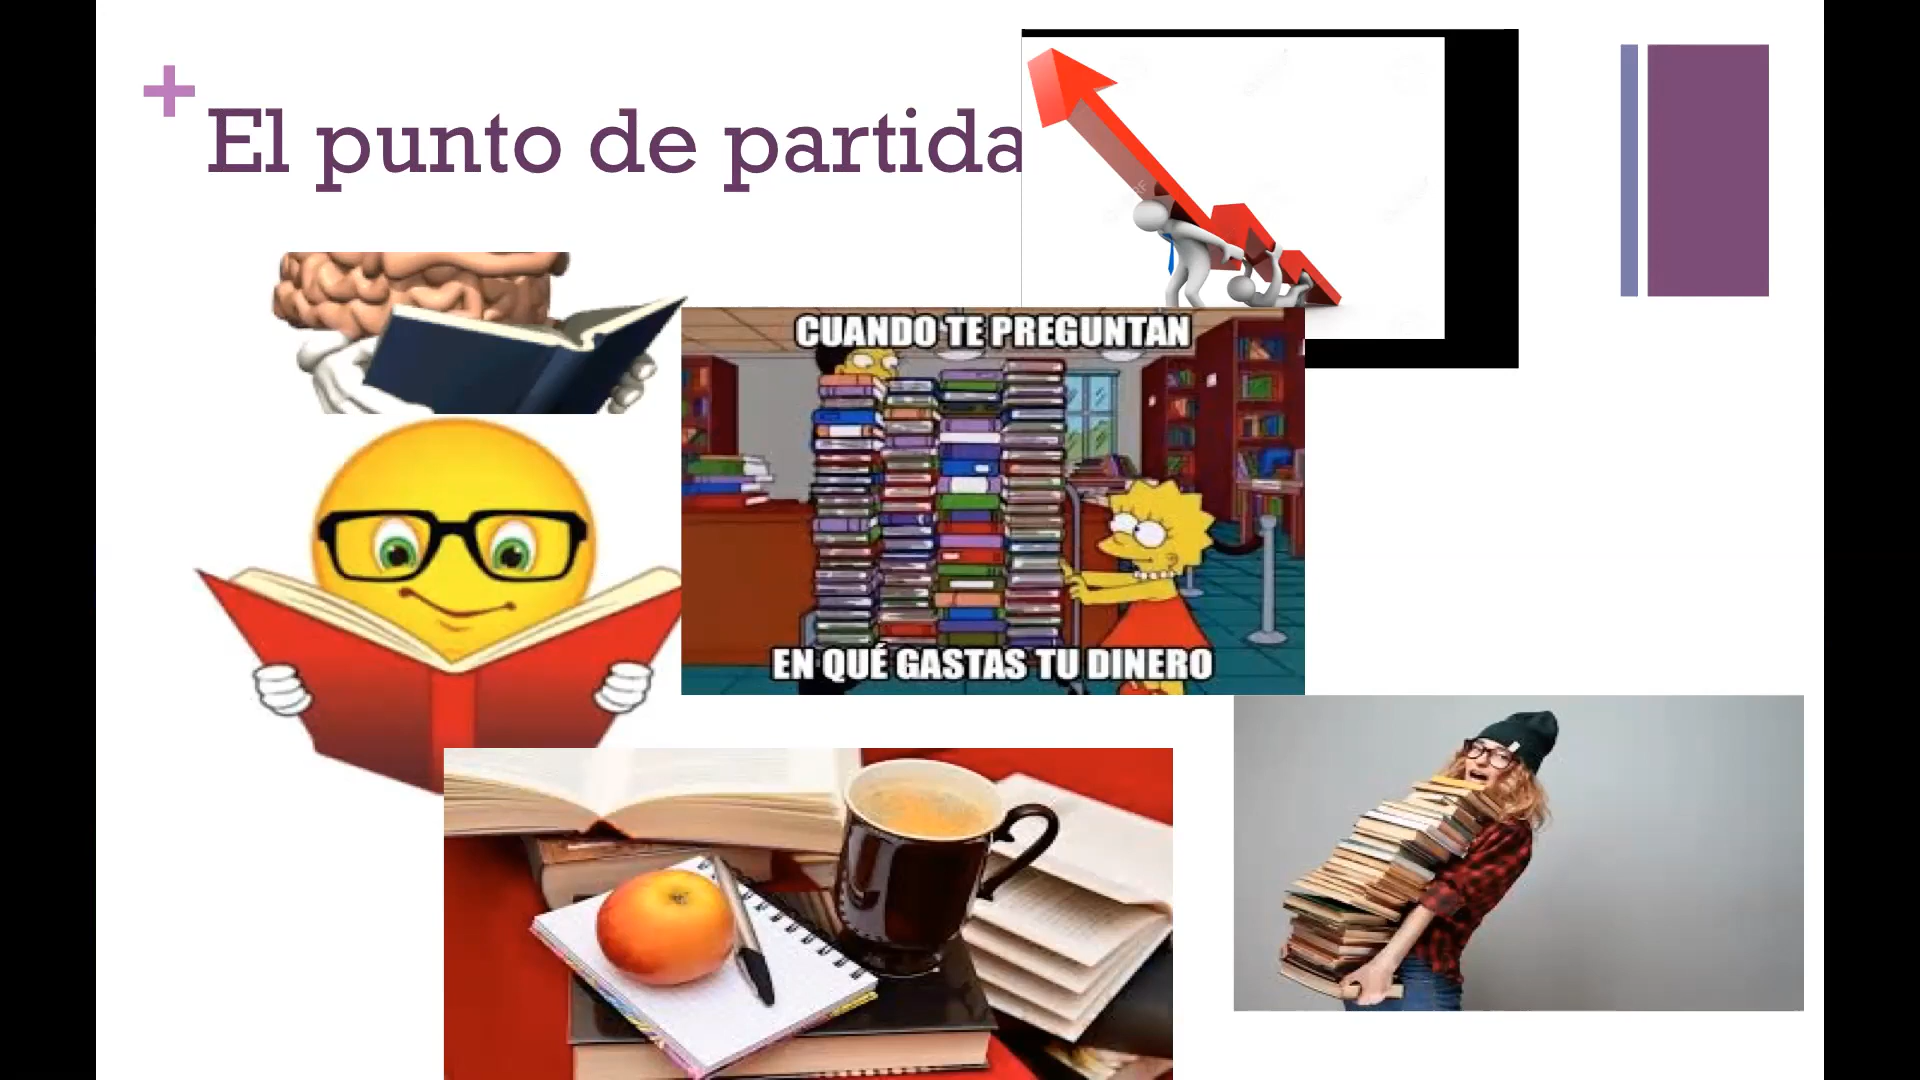 El punto de partida
CUANDO TE PREGUNTAN
EN QUÉ GASTAS TU DINERO